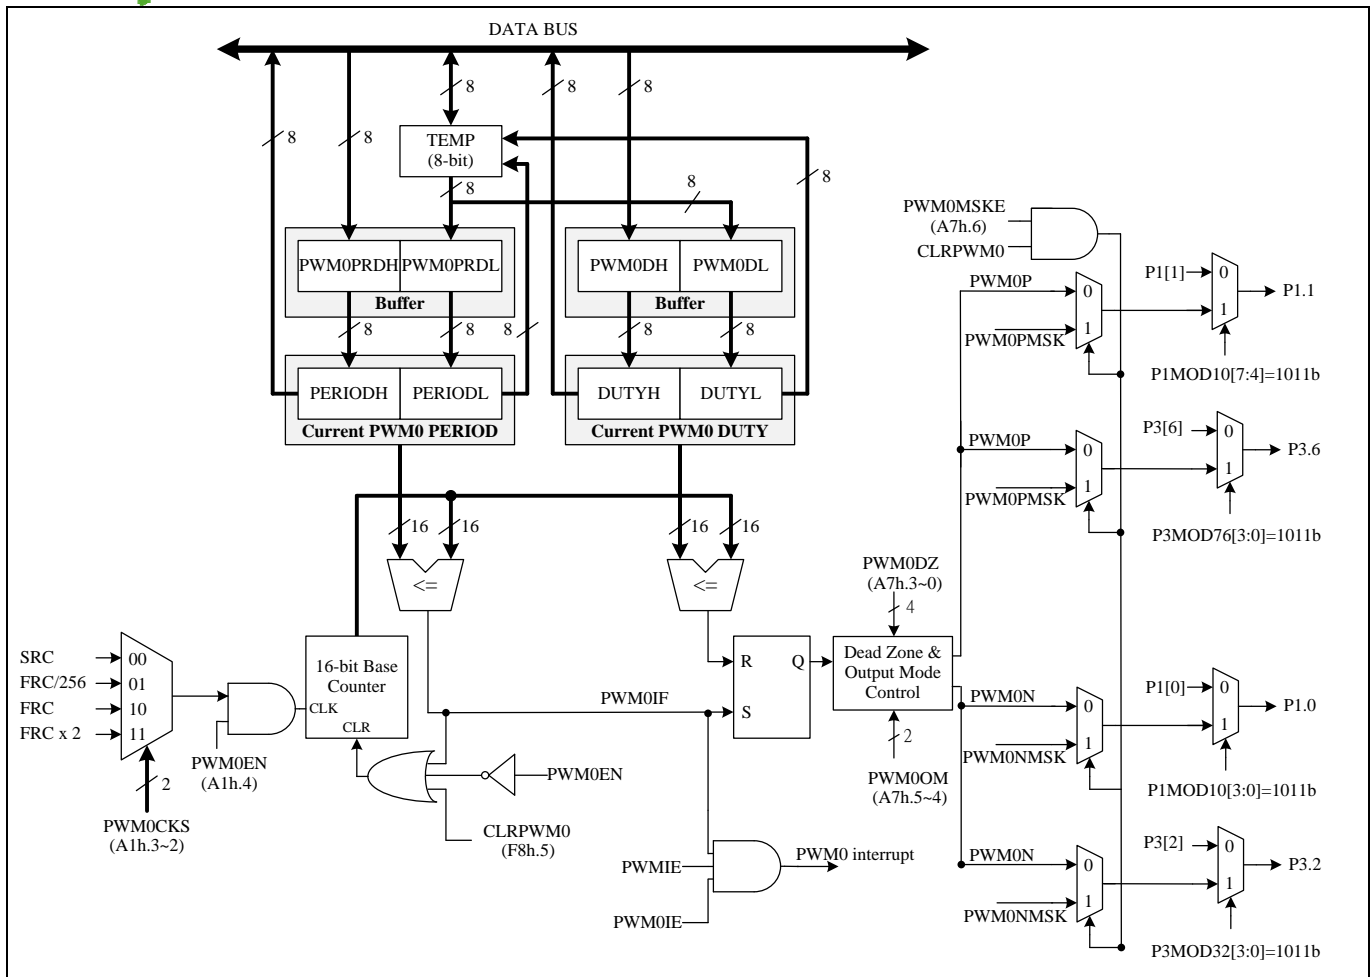 DATA BUS
8
8
8
8
8
TEMP
(8-bit)
8
8
8
PWM0PRDH
PWM0PRDL
Buffer
PWM0DH
PWM0DL
Buffer
8
8
8
8
8
PERIODH
PERIODL
Current PWM0 PERIOD
DUTYH
DUTYL
Current PWM0 DUTY
16
16
16
16
<=
<=
SRC
FRC/256
FRC
FRC x 2
00
01
10
11
2
PWM0CKS
(A1h.3~2)
PWM0EN
(A1h.4)
16-bit Base
Counter
CLK
CLR
PWM0EN
CLRPWM0
(F8h.5)
PWM0IF
R
S
Q
PWMIE
PWM0IE
PWM0 interrupt
PWM0DZ
(A7h.3~0)
4
Dead Zone &
Output Mode
Control
2
PWM0OM
(A7h.5~4)
PWM0MSKE
(A7h.6)
CLRPWM0
PWM0P
0
PWM0PMSK
1
P1[1]
0
1
P1.1
P1MOD10[7:4]=1011b
PWM0P
0
PWM0PMSK
1
P3[6]
0
1
P3.6
P3MOD76[3:0]=1011b
PWM0N
0
PWM0NMSK
1
P1[0]
0
1
P1.0
P1MOD10[3:0]=1011b
PWM0N
0
PWM0NMSK
1
P3[2]
0
1
P3.2
P3MOD32[3:0]=1011b